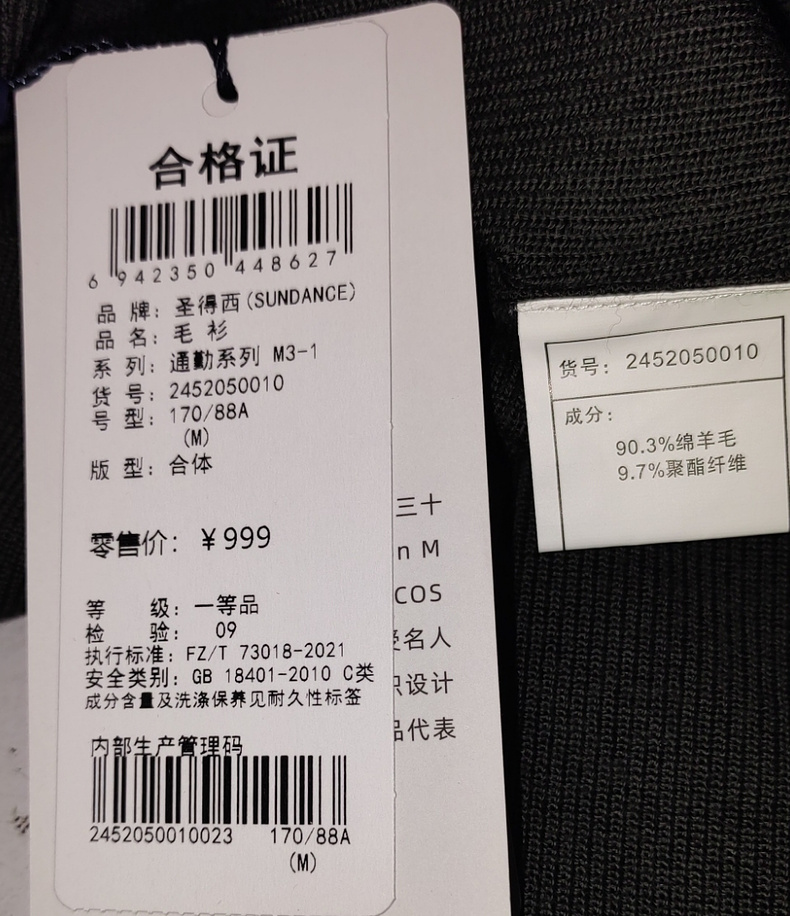 合格证
6 942350 448627
品 牌: 圣得西(SUNDANCE)
品 名: 毛 衫
系 列: 通勤系列 M3-1
货 号: 2452050010
号 型: 170/88A
(M)
版 型: 合体
零售价: ¥999
等 级: 一等品
检 验: 09
执行标准: FZ/T 73018-2021
安全类别: GB 18401-2010 C类
成分含量及洗涤保养见耐久性标签
内部生产管理码
2452050010023 170/88A
(M)
三十
n M
COS
名人
设计
品代表
货号: 2452050010
成分:
90.3%绵羊毛
9.7%聚酯纤维